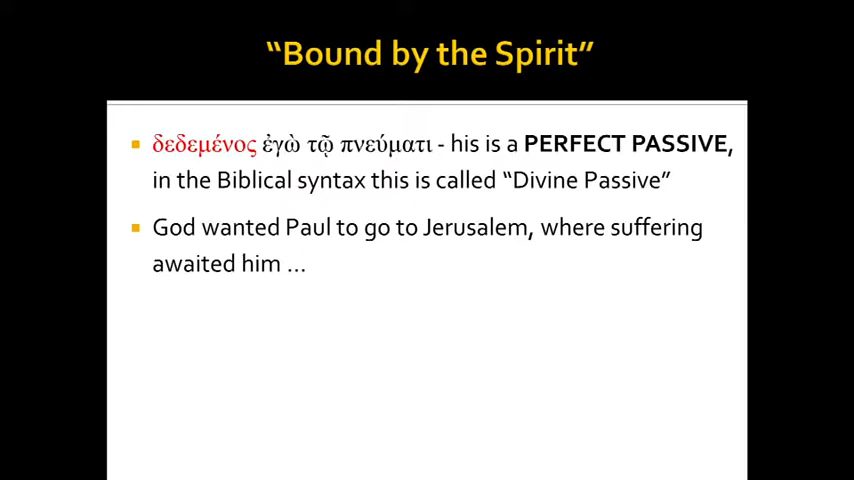 “Bound by the Spirit”
δεδεμένος ἐγὼ τῷ πνεύματι - his is a PERFECT PASSIVE,
in the Biblical syntax this is called “Divine Passive”
God wanted Paul to go to Jerusalem, where suffering
awaited him ...